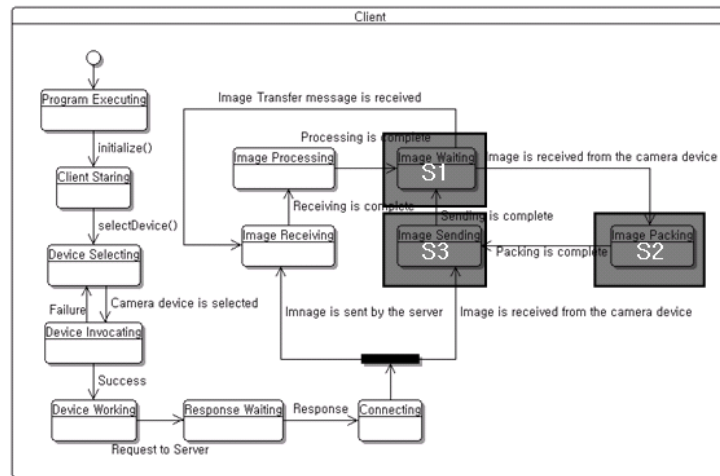 Client
Program Executing
initialize()
Client Staring
selectDevice()
Device Selecting
Failure
Camera device is selected
Device Invocating
Success
Device Working
Request to Server
Response Waiting
Response
Connecting
Imnage is sent by the server
Image is received from the camera device
Image Receiving
Receiving is complete
Image Processing
Processing is complete
Image Transfer message is received
Image Waiting
S1
Image is received from the camera device
Image Packing
S2
Packing is complete
Image Sending
S3
Sending is complete